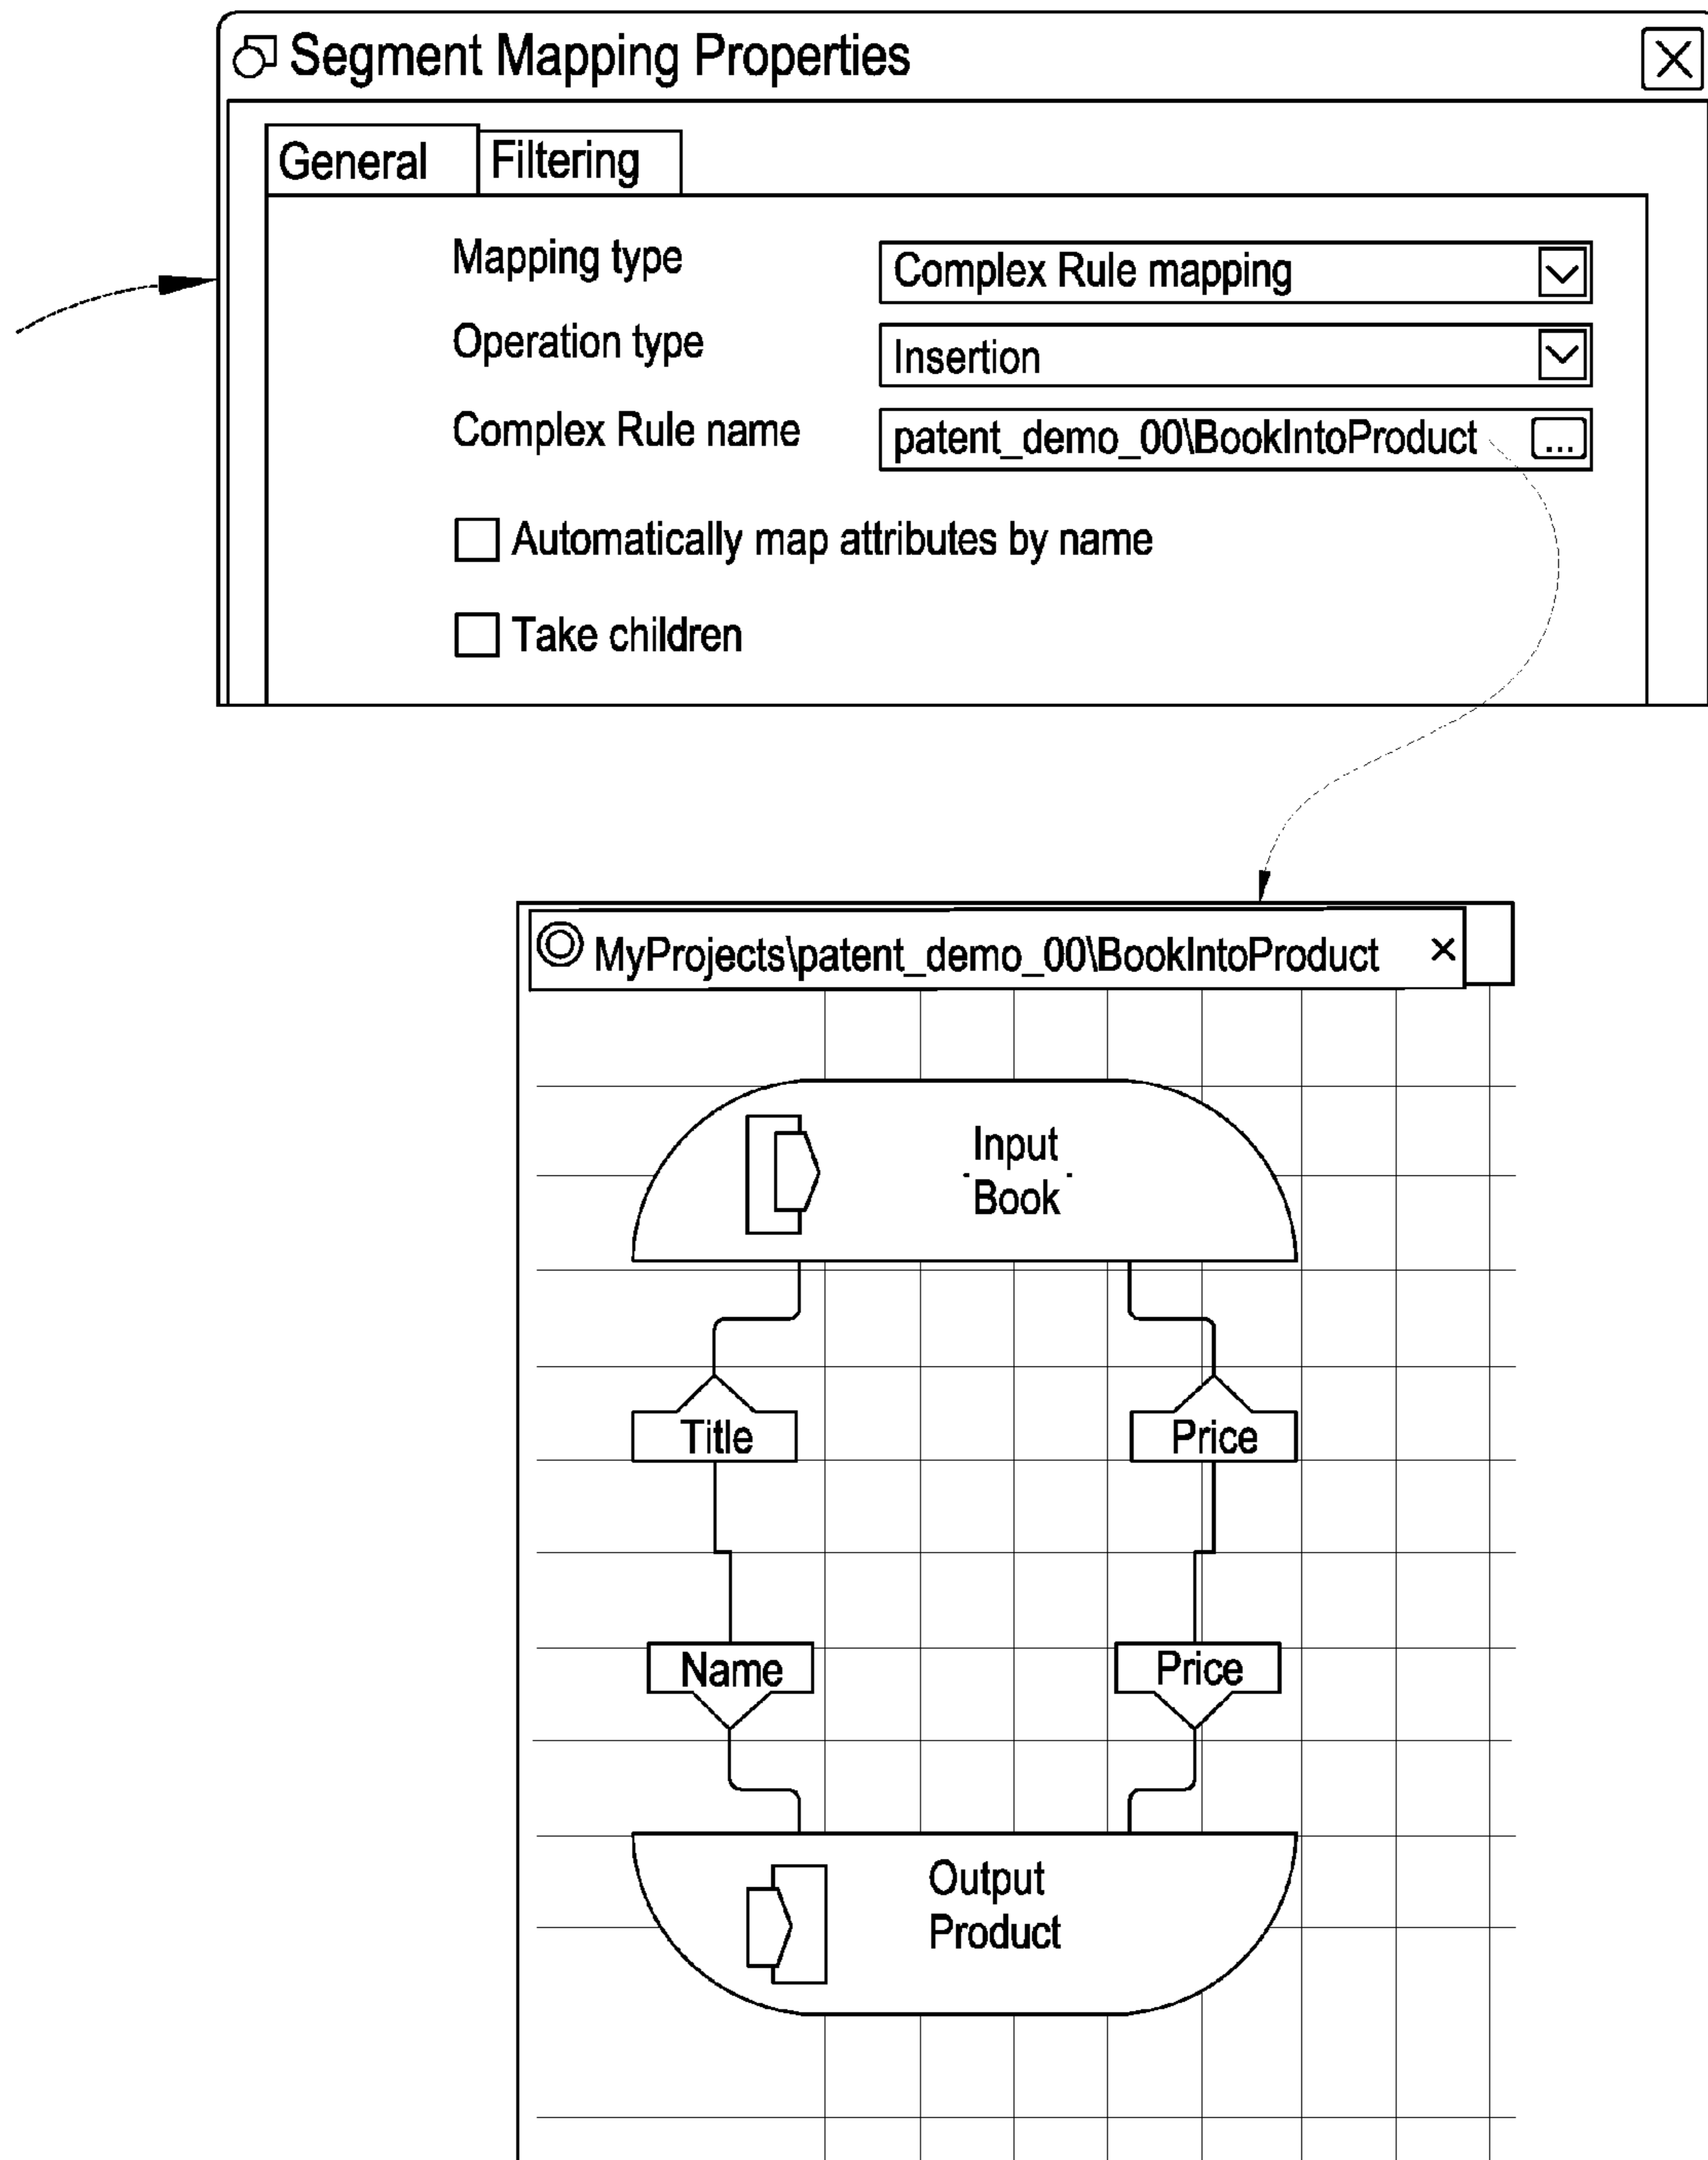 Segment Mapping Properties
General Filtering
Mapping type Complex Rule mapping
Operation type Insertion
Complex Rule name patent_demo_00\BookIntoProduct ...
Automatically map attributes by name
Take children
MyProjects\patent_demo_00\BookIntoProduct ×
Input
Book
Title Price
Name Price
Output
Product